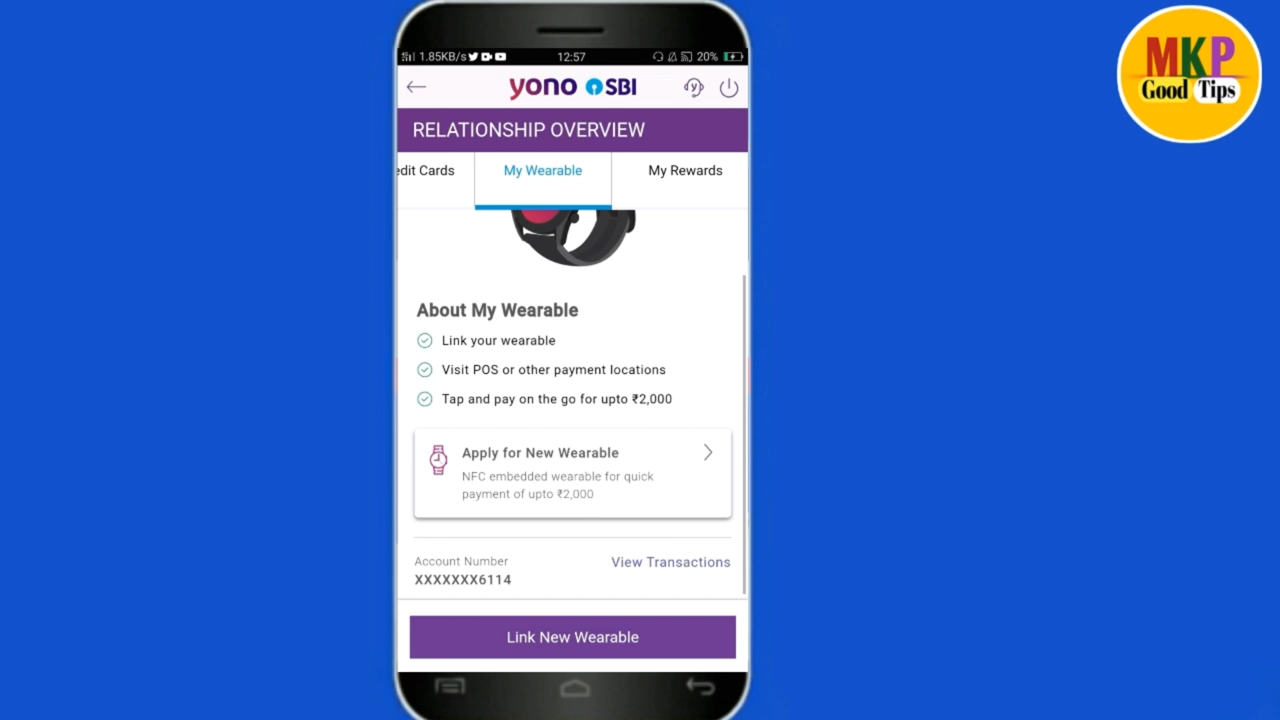 MKP
Good Tips
1.85KB/s
12:57
20%
yono SBI
RELATIONSHIP OVERVIEW
edit Cards
My Wearable
My Rewards
About My Wearable
Link your wearable
Visit POS or other payment locations
Tap and pay on the go for upto ₹2,000
Apply for New Wearable
NFC embedded wearable for quick
payment of upto ₹2,000
Account Number
View Transactions
XXXXXXX6114
Link New Wearable